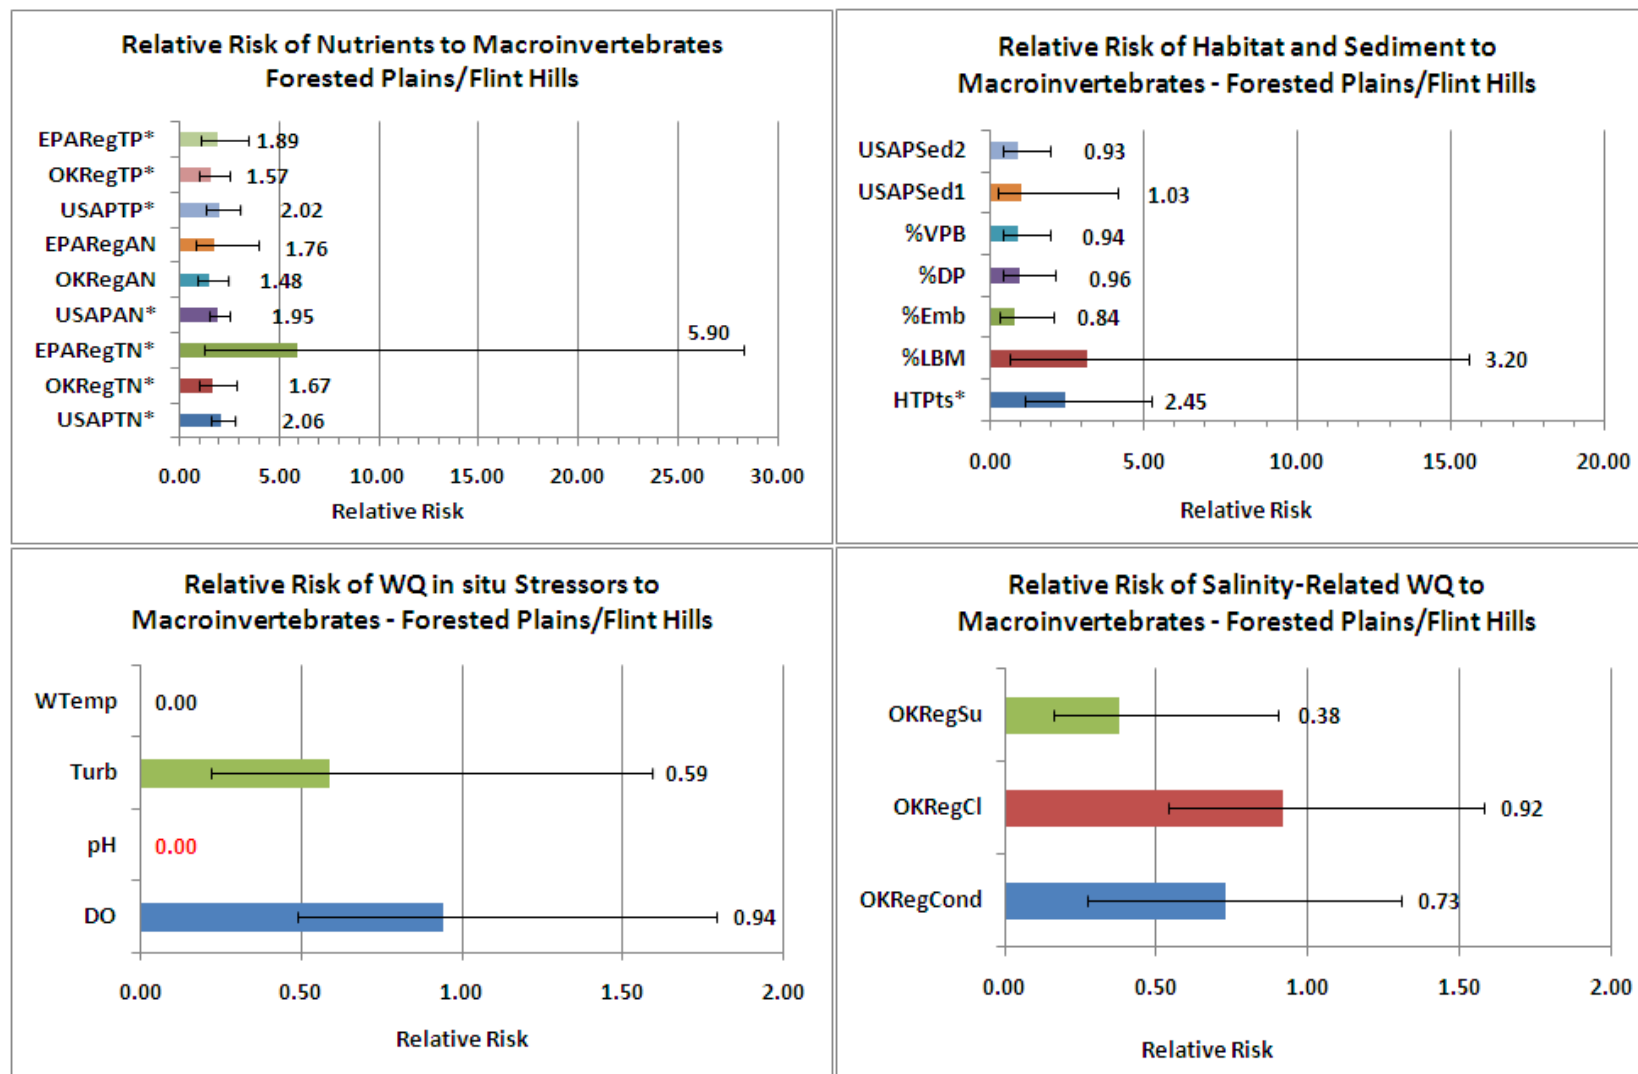 Relative Risk of Nutrients to Macroinvertebrates
Forested Plains/Flint Hills
EPARegTP*
1.89
OKRegTP*
1.57
USAPTP*
2.02
EPARegAN
1.76
OKRegAN
1.48
USAPAN*
1.95
EPARegTN*
5.90
OKRegTN*
1.67
USAPTN*
2.06
0.00 5.00 10.00 15.00 20.00 25.00 30.00
Relative Risk
Relative Risk of Habitat and Sediment to
Macroinvertebrates - Forested Plains/Flint Hills
USAPSed2
0.93
USAPSed1
1.03
%VPB
0.94
%DP
0.96
%Emb
0.84
%LBM
3.20
HTPts*
2.45
0.00 5.00 10.00 15.00 20.00
Relative Risk
Relative Risk of WQ in situ Stressors to
Macroinvertebrates - Forested Plains/Flint Hills
WTemp
0.00
Turb
0.59
pH
0.00
DO
0.94
0.00 0.50 1.00 1.50 2.00
Relative Risk
Relative Risk of Salinity-Related WQ to
Macroinvertebrates - Forested Plains/Flint Hills
OKRegSu
0.38
OKRegCl
0.92
OKRegCond
0.73
0.00 0.50 1.00 1.50 2.00
Relative Risk